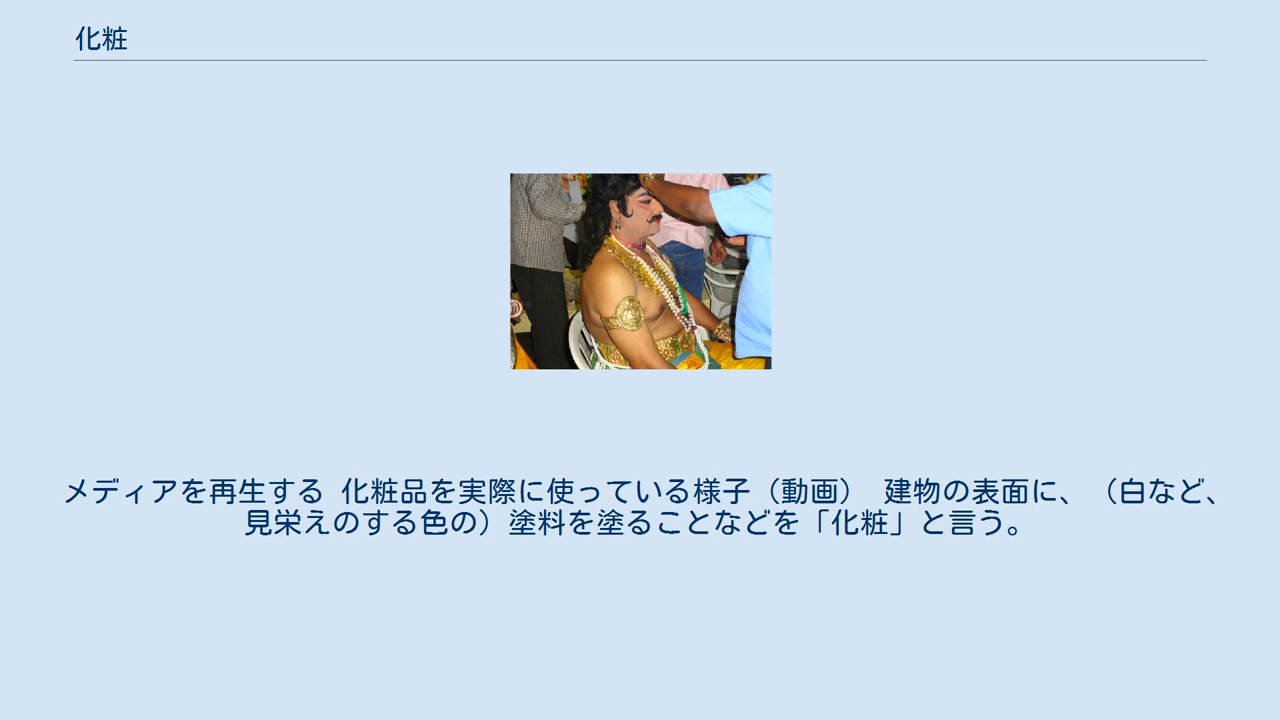 化粧
メディアを再生する 化粧品を実際に使っている様子（動画） 建物の表面に、（白など、
見栄えのする色の）塗料を塗ることなどを「化粧」と言う。